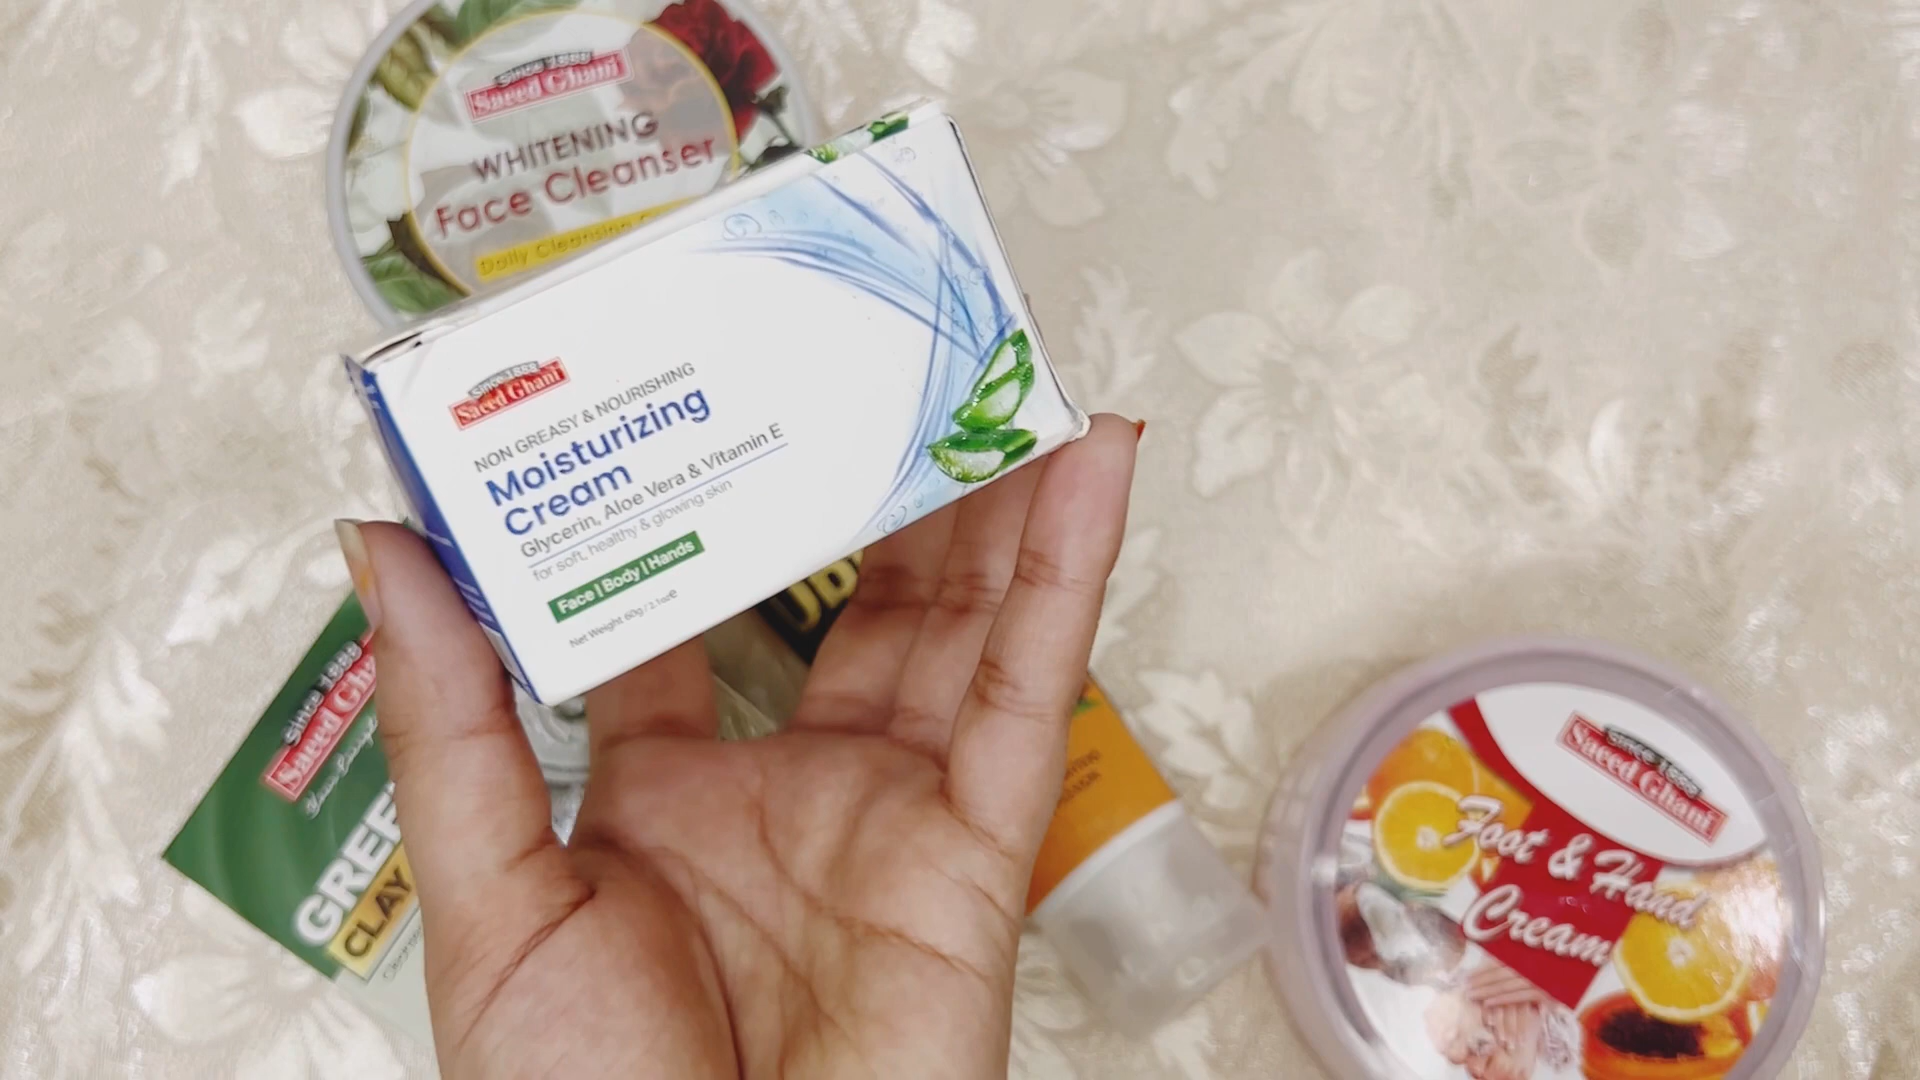 Since 1888
Saeed Ghani
WHITENING
Face Cleanser
Daily Cleansing
Since 1888
Saeed Ghani
NON GREASY & NOURISHING
Moisturizing
Cream
Glycerin, Aloe Vera & Vitamin E
for soft, healthy & glowing skin
Face | Body | Hands
Net Weight 60g / 2.1oz e
Since 1888
Saeed Gha
GREE
CLAY
UB
Since 1888
Saeed Ghani
Foot & Hand
Cream